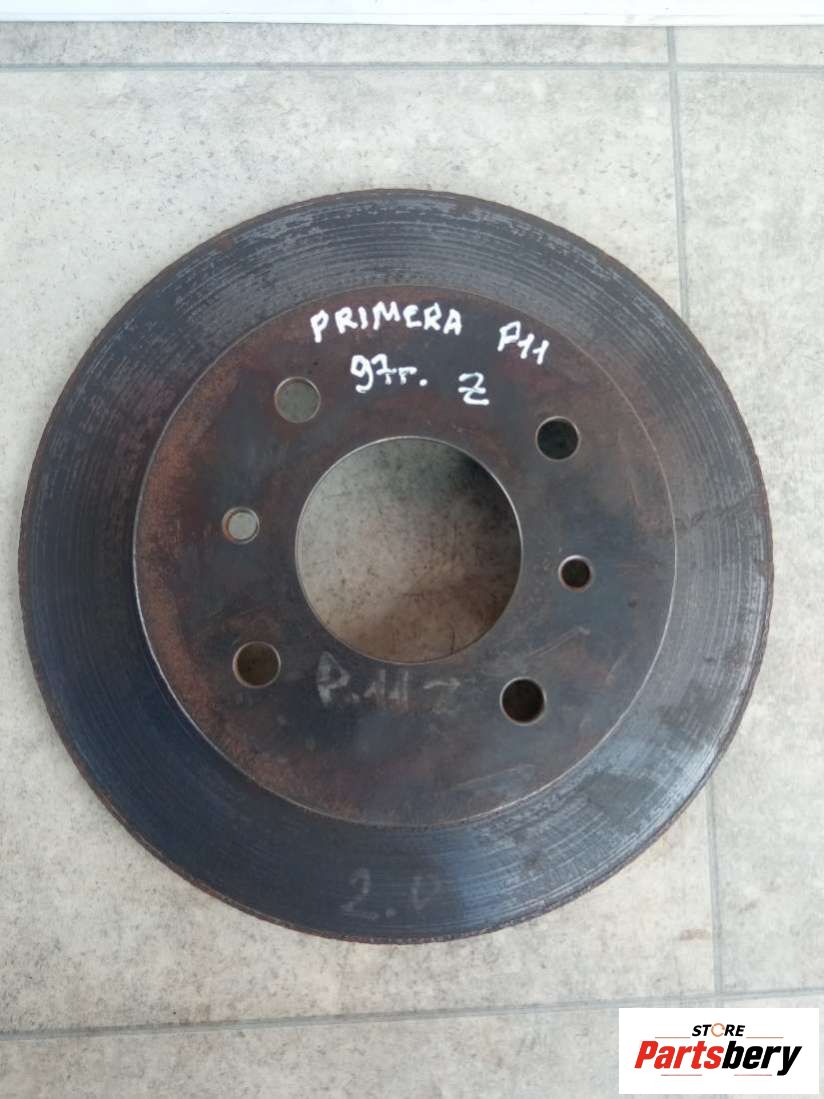 PRIMERA P11
97г. Z
P.11 Z
2.0
STORE
Partsbery